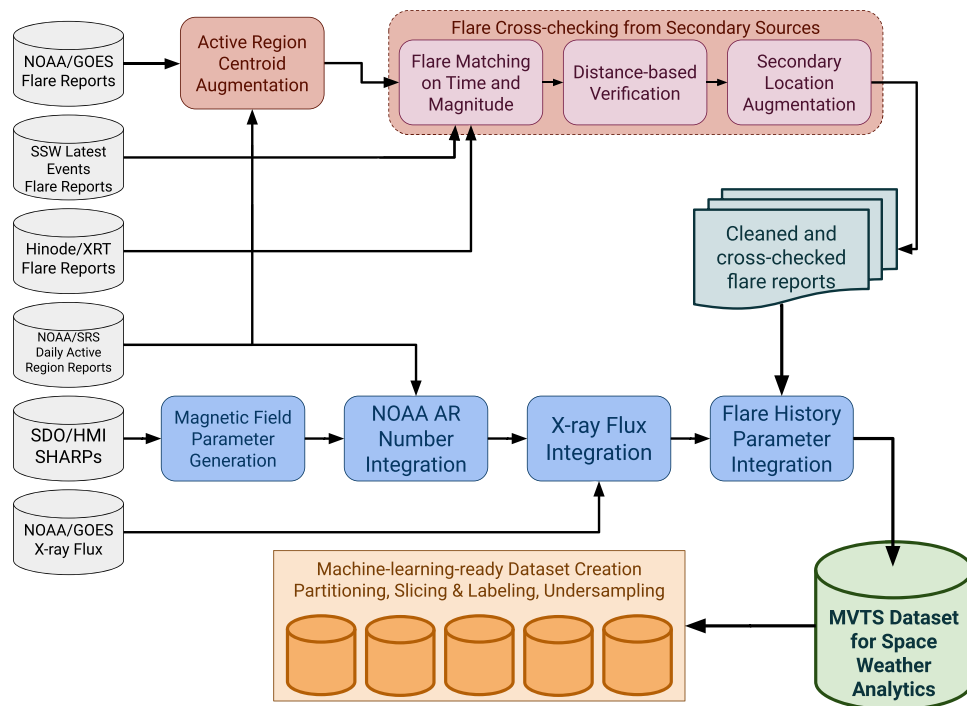 NOAA/GOES
Flare Reports
Active Region
Centroid
Augmentation
Flare Cross-checking from Secondary Sources
Flare Matching
on Time and
Magnitude
Distance-based
Verification
Secondary
Location
Augmentation
SSW Latest
Events
Flare Reports
Hinode/XRT
Flare Reports
Cleaned and
cross-checked
flare reports
NOAA/SRS
Daily Active
Region Reports
SDO/HMI
SHARPs
Magnetic Field
Parameter
Generation
NOAA AR
Number
Integration
X-ray Flux
Integration
Flare History
Parameter
Integration
NOAA/GOES
X-ray Flux
Machine-learning-ready Dataset Creation
Partitioning, Slicing & Labeling, Undersampling
MVTS Dataset
for Space
Weather
Analytics